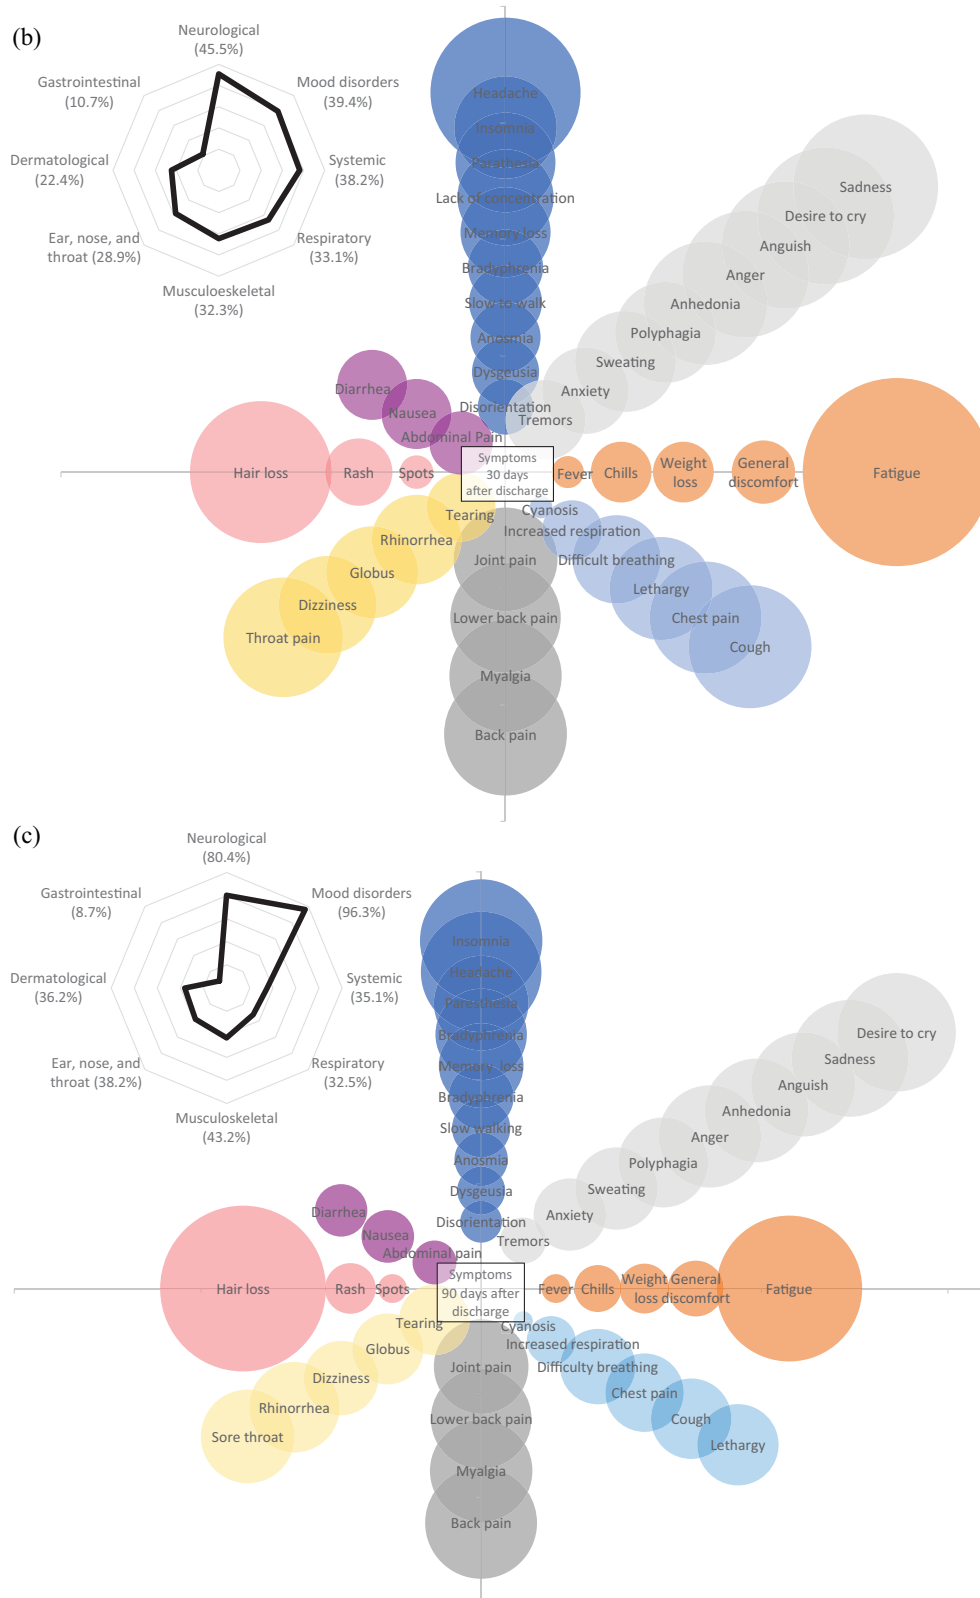 (b)
Neurological
(45.5%)
Gastrointestinal
(10.7%)
Mood disorders
(39.4%)
Dermatological
(22.4%)
Systemic
(38.2%)
Ear, nose, and
throat (28.9%)
Respiratory
(33.1%)
Musculoeskeletal
(32.3%)
Headache
Insomnia
Parathesia
Lack of concentration
Memory loss
Bradyphrenia
Slow to walk
Anosmia
Dysgeusia
Disorientation
Sadness
Desire to cry
Anguish
Anger
Anhedonia
Polyphagia
Sweating
Anxiety
Tremors
Diarrhea
Nausea
Abdominal Pain
Hair loss
Rash
Spots
Symptoms
30 days
after discharge
Fever
Chills
Weight
loss
General
discomfort
Fatigue
Tearing
Rhinorrhea
Globus
Dizziness
Throat pain
Cyanosis
Increased respiration
Difficult breathing
Lethargy
Chest pain
Cough
Joint pain
Lower back pain
Myalgia
Back pain
(c)
Neurological
(80.4%)
Gastrointestinal
(8.7%)
Mood disorders
(96.3%)
Dermatological
(36.2%)
Systemic
(35.1%)
Ear, nose, and
throat (38.2%)
Respiratory
(32.5%)
Musculoskeletal
(43.2%)
Insomnia
Headache
Paresthesia
Bradyphrenia
Memory loss
Bradyphrenia
Slow walking
Anosmia
Dysgeusia
Disorientation
Desire to cry
Sadness
Anguish
Anhedonia
Anger
Polyphagia
Sweating
Anxiety
Tremors
Diarrhea
Nausea
Abdominal pain
Hair loss
Rash
Spots
Symptoms
90 days after
discharge
Fever
Chills
Weight
loss
General
discomfort
Fatigue
Tearing
Globus
Dizziness
Rhinorrhea
Sore throat
Cyanosis
Increased respiration
Difficulty breathing
Chest pain
Cough
Lethargy
Joint pain
Lower back pain
Myalgia
Back pain